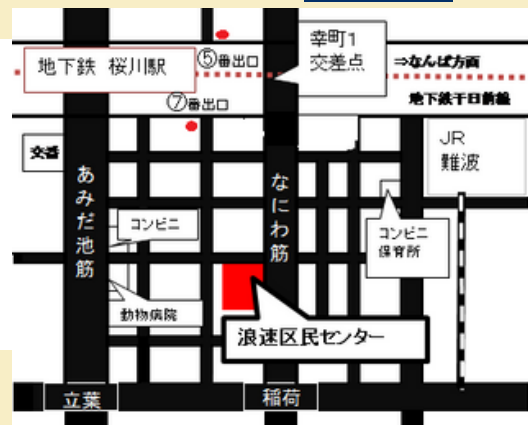 幸町1
交差点
地下鉄 桜川駅
⑤番出口
⇒なんば方面
⑦番出口
地下鉄千日前線
交番
JR
難波
あみだ池筋
なにわ筋
コンビニ
コンビニ
保育所
動物病院
浪速区民センター
立葉
稲荷